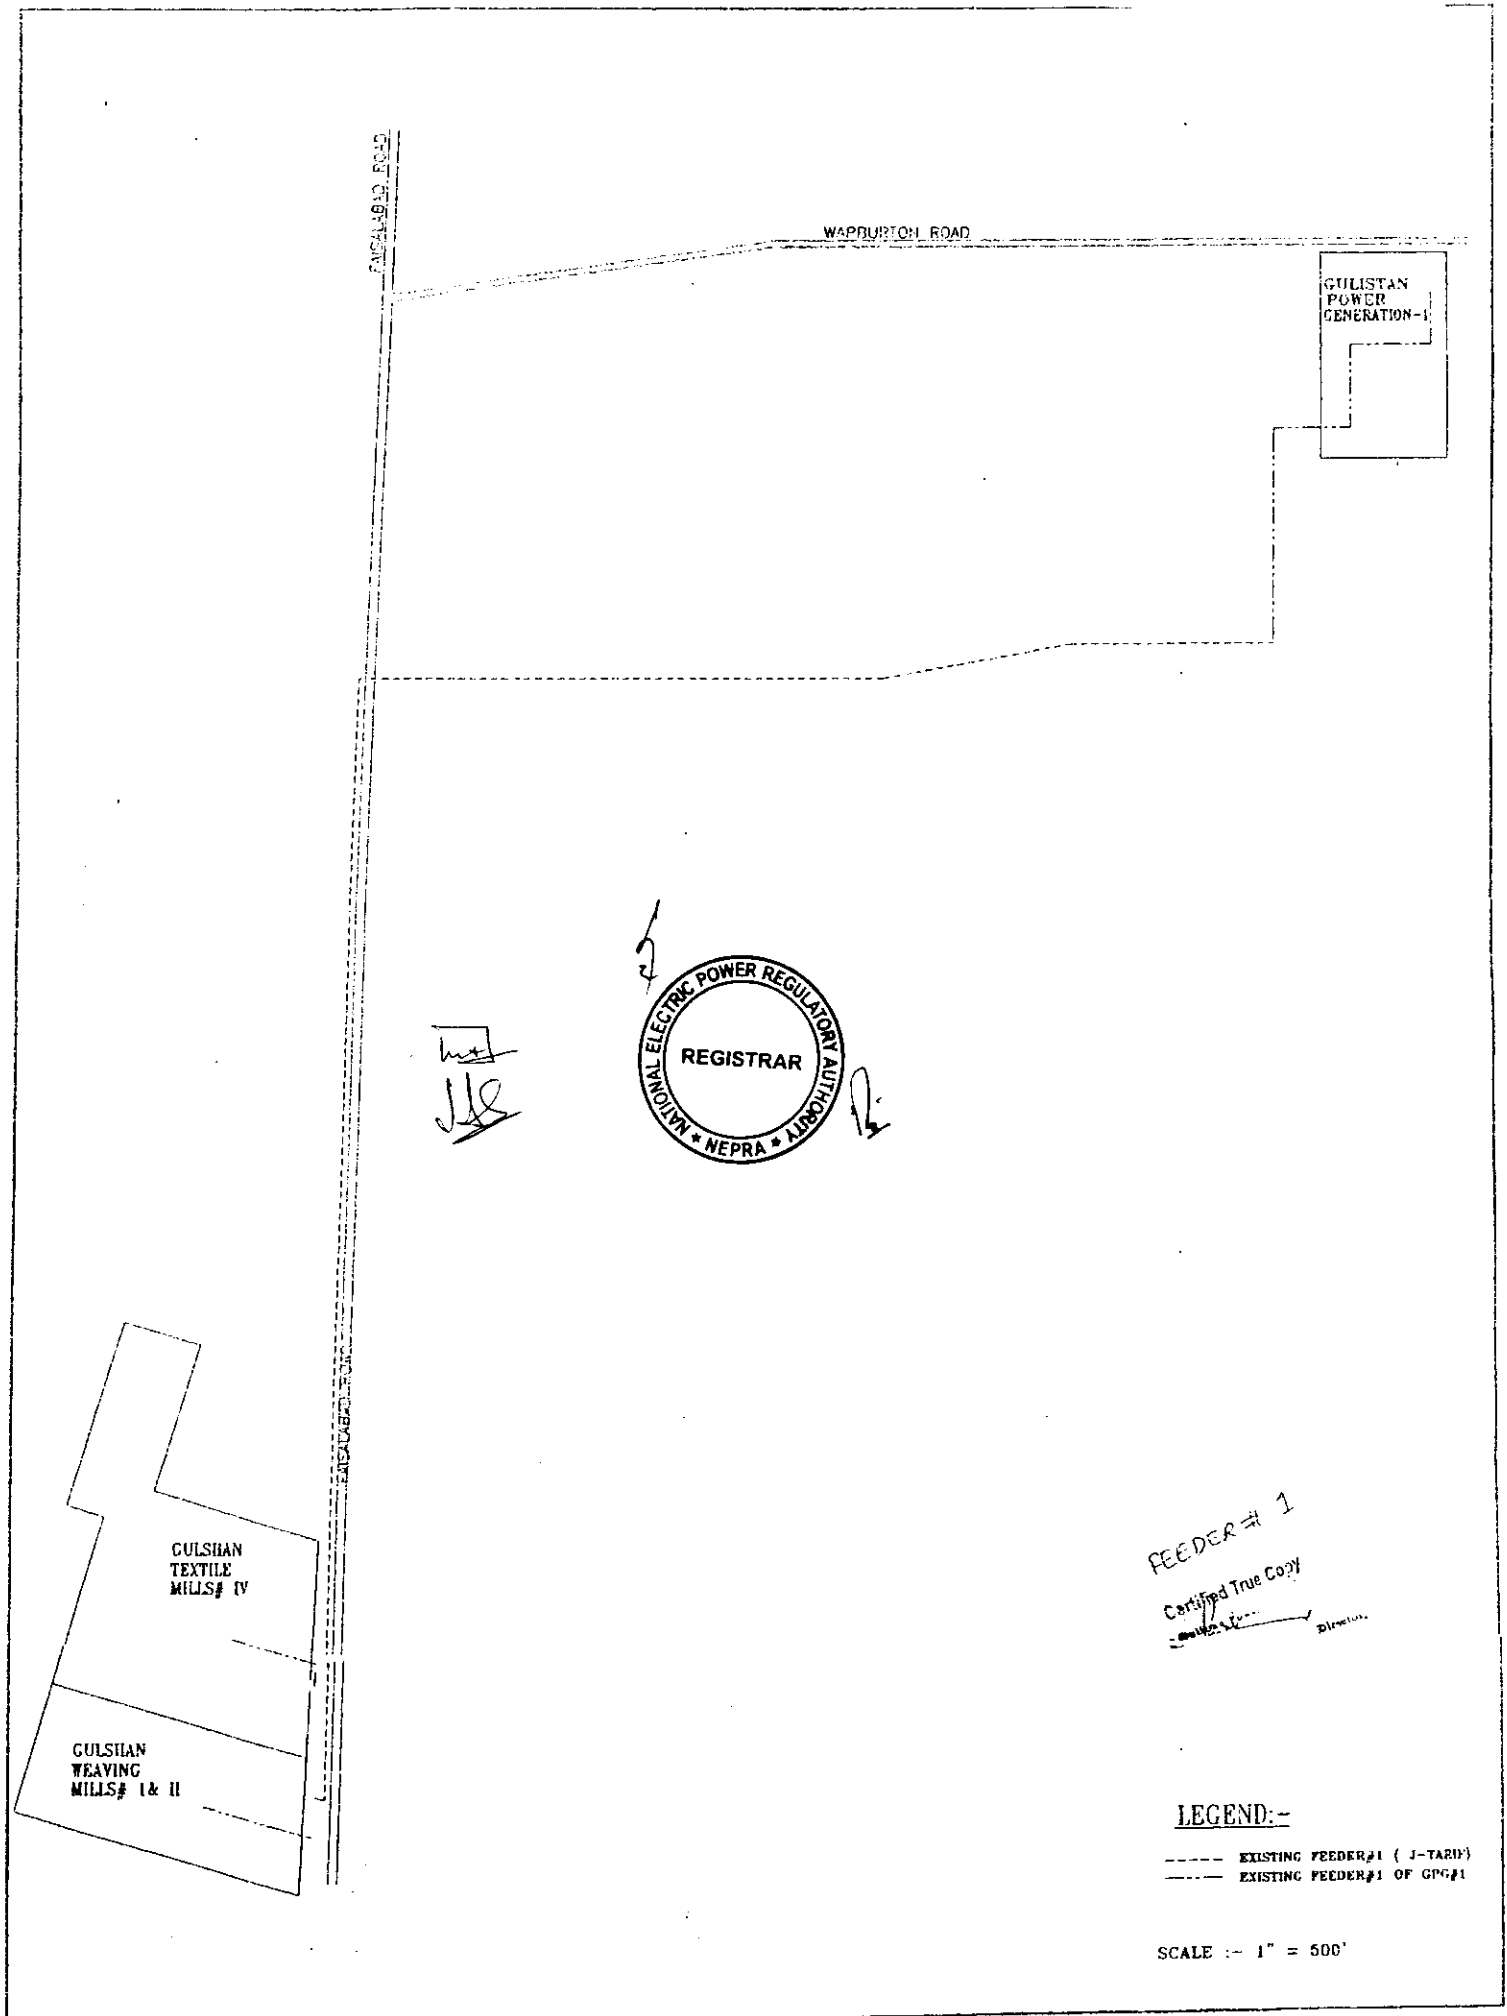 FAISALABAD ROAD
WAPBURTON ROAD
GULISTAN
POWER
GENERATION-1
NATIONAL ELECTRIC POWER REGULATORY AUTHORITY
REGISTRAR
* NEPRA *
FAISALABAD ROAD
GULSHAN
TEXTILE
MILLS# IV
GULSHAN
WEAVING
MILLS# I& II
FEEDER # 1
Certified True Copy
Director
LEGEND:-
EXISTING FEEDER#1 ( J-TARIF)
EXISTING FEEDER#1 OF GPG#1
SCALE :- 1" = 500'